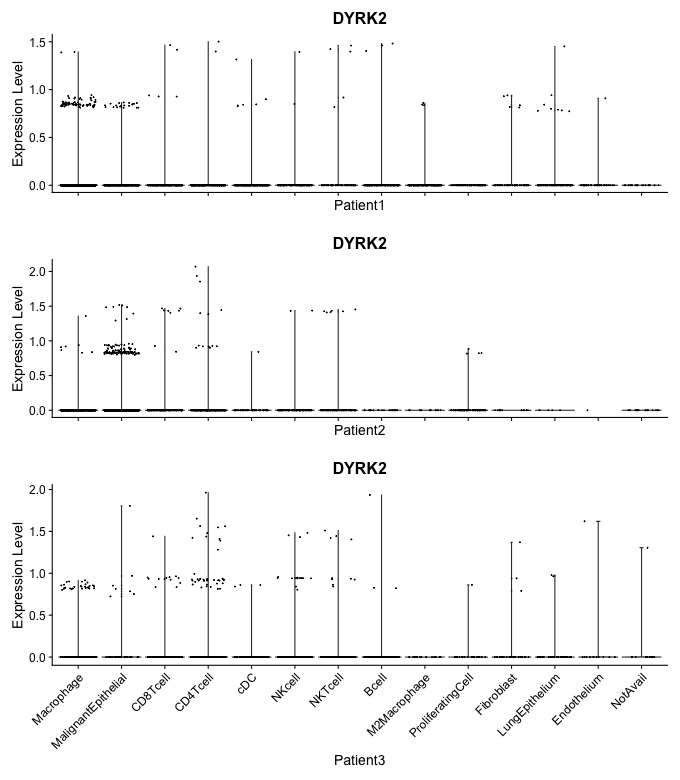 DYRK2
Expression Level
1.5
1.0
0.5
0.0
Patient1
DYRK2
Expression Level
2.0
1.5
1.0
0.5
0.0
Patient2
DYRK2
Expression Level
2.0
1.5
1.0
0.5
0.0
Macrophage
MalignantEpithelial
CD8Tcell
CD4Tcell
cDC
NKcell
NKTcell
Bcell
M2Macrophage
ProliferatingCell
Fibroblast
LungEpithelium
Endothelium
NotAvail
Patient3